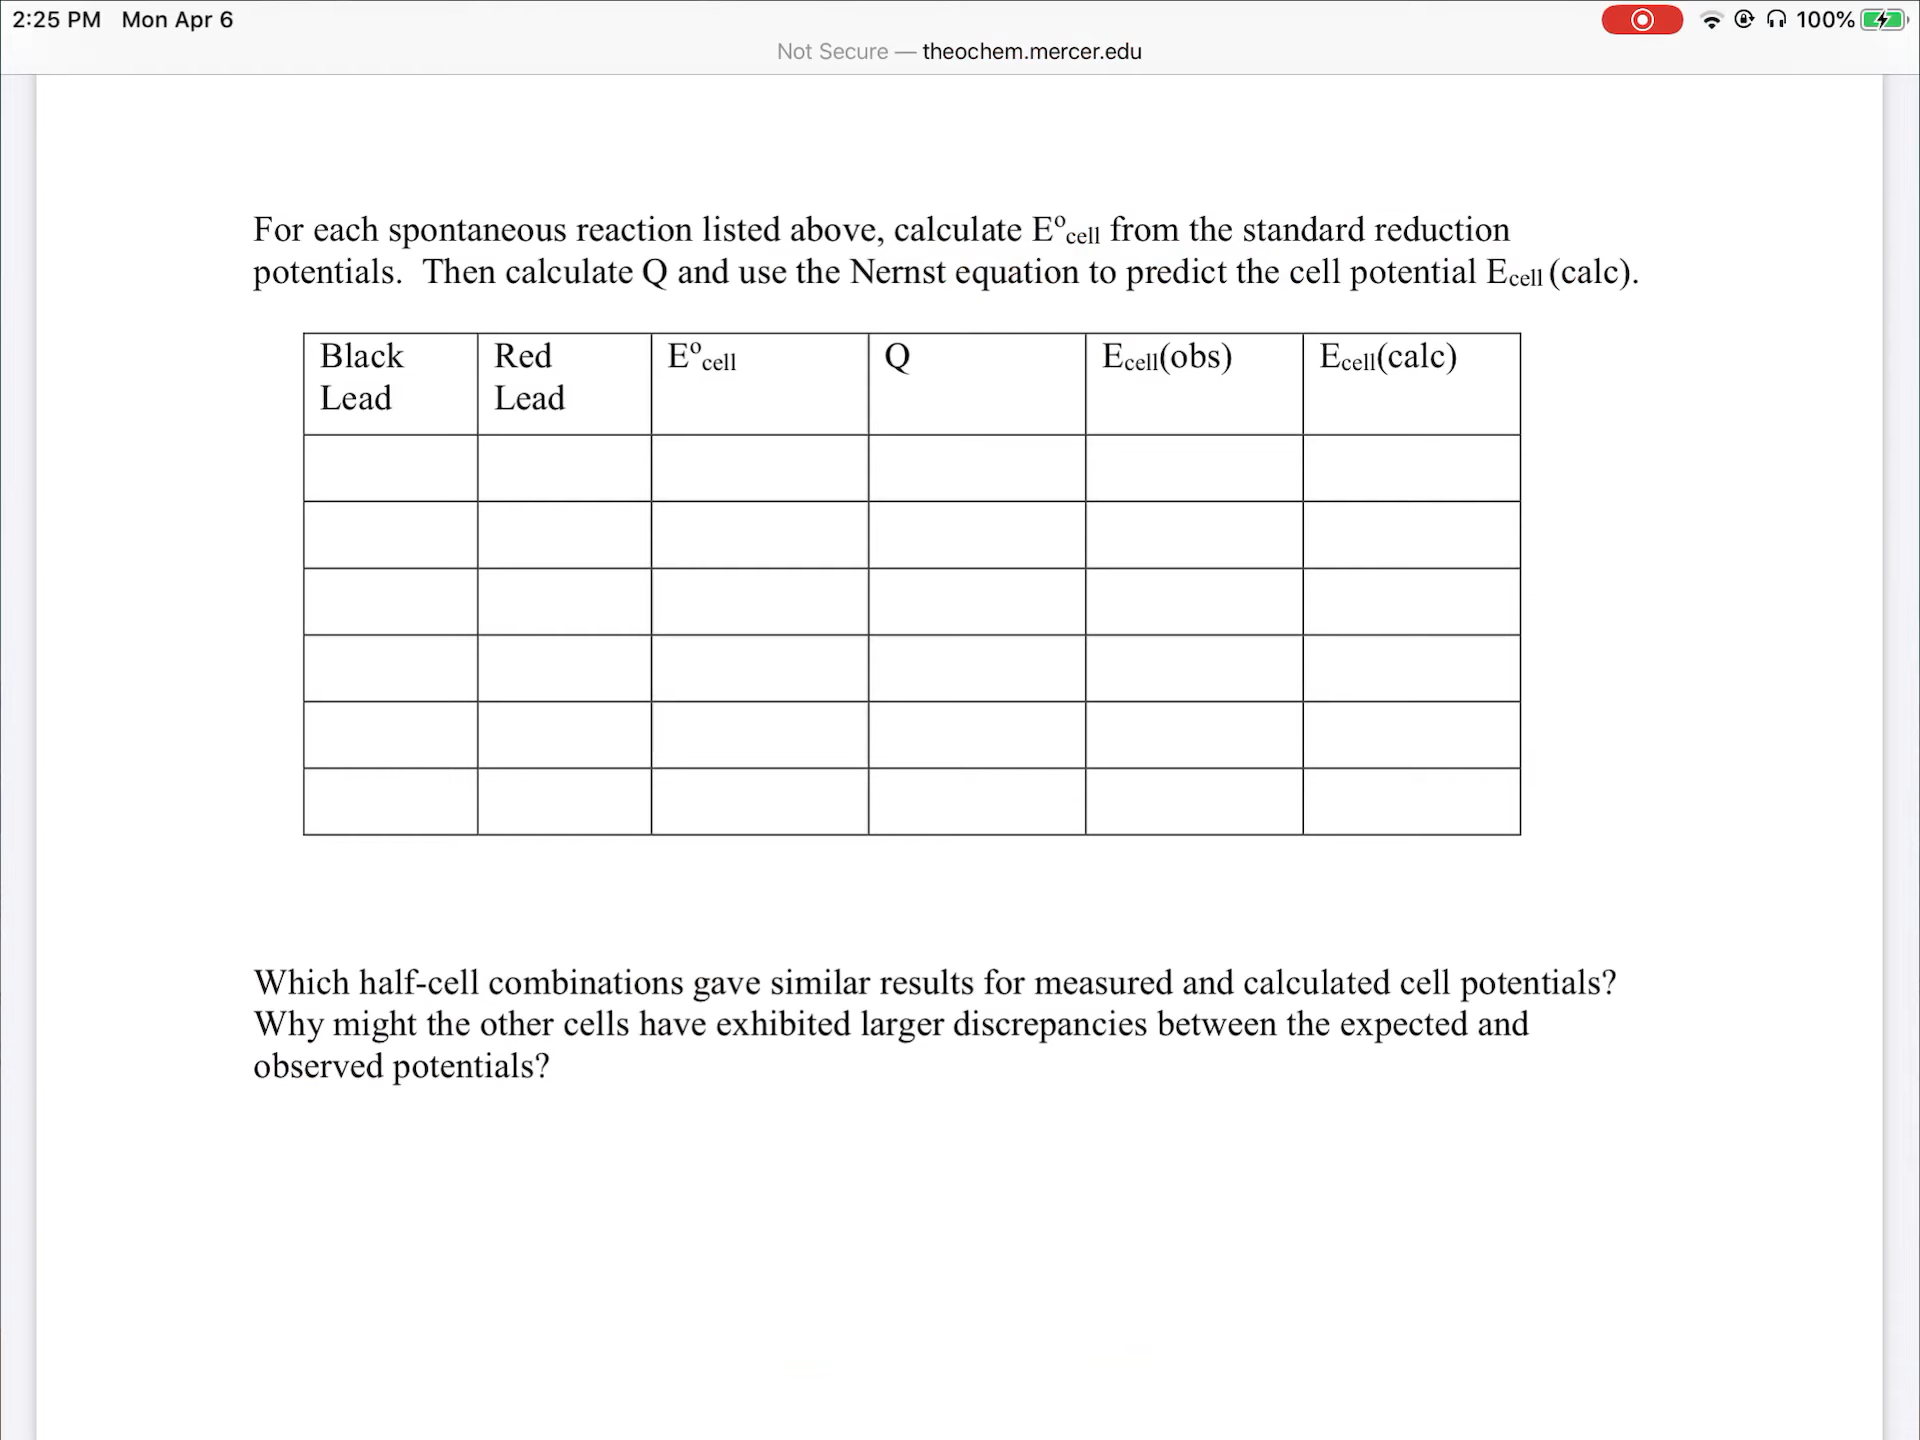 2:25 PM Mon Apr 6
100%
Not Secure — theochem.mercer.edu
For each spontaneous reaction listed above, calculate Eºcell from the standard reduction
potentials. Then calculate Q and use the Nernst equation to predict the cell potential Ecell (calc).
Black Lead
Red Lead
Eºcell
Q
Ecell(obs)
Ecell(calc)
Which half-cell combinations gave similar results for measured and calculated cell potentials?
Why might the other cells have exhibited larger discrepancies between the expected and
observed potentials?